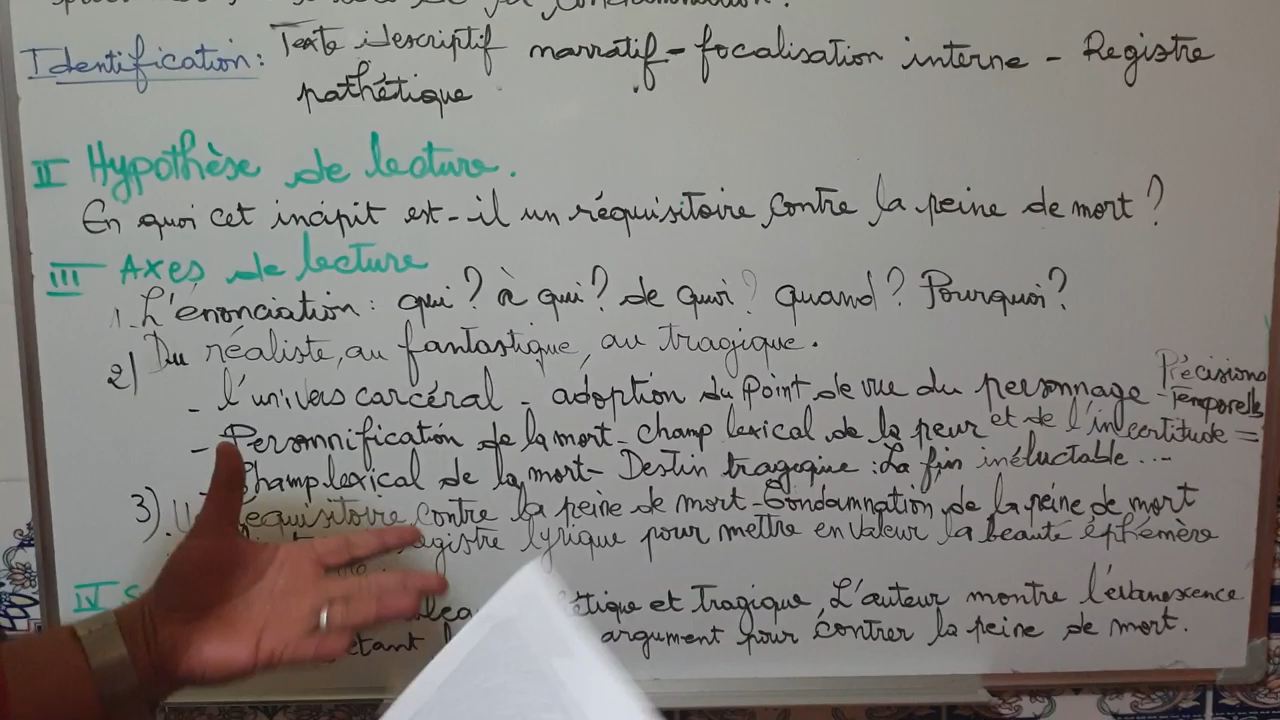 Identification: Texte descriptif narratif - focalisation interne - Registre
pathétique
II Hypothèse de lecture.
En quoi cet incipit est-il un réquisitoire contre la peine de mort ?
III Axes de lecture
1. L'énonciation : qui ? à qui ? de quoi ? quand ? Pourquoi ?
2) Du réaliste, au fantastique, au tragique.
- l'univers carcéral - adoption du Point de vue du personnage - Précisions Temporelles
- Personnification de la mort - champ lexical de la peur et de l'incertitude =
Champ lexical de la mort - Destin tragique : La fin inéluctable ...
3) réquisitoire contre la peine de mort - Condamnation de la peine de mort
registre lyrique pour mettre en valeur la beauté éphémère
IV
et tragique, L'auteur montre
étant argument pour contrer la peine de mort.